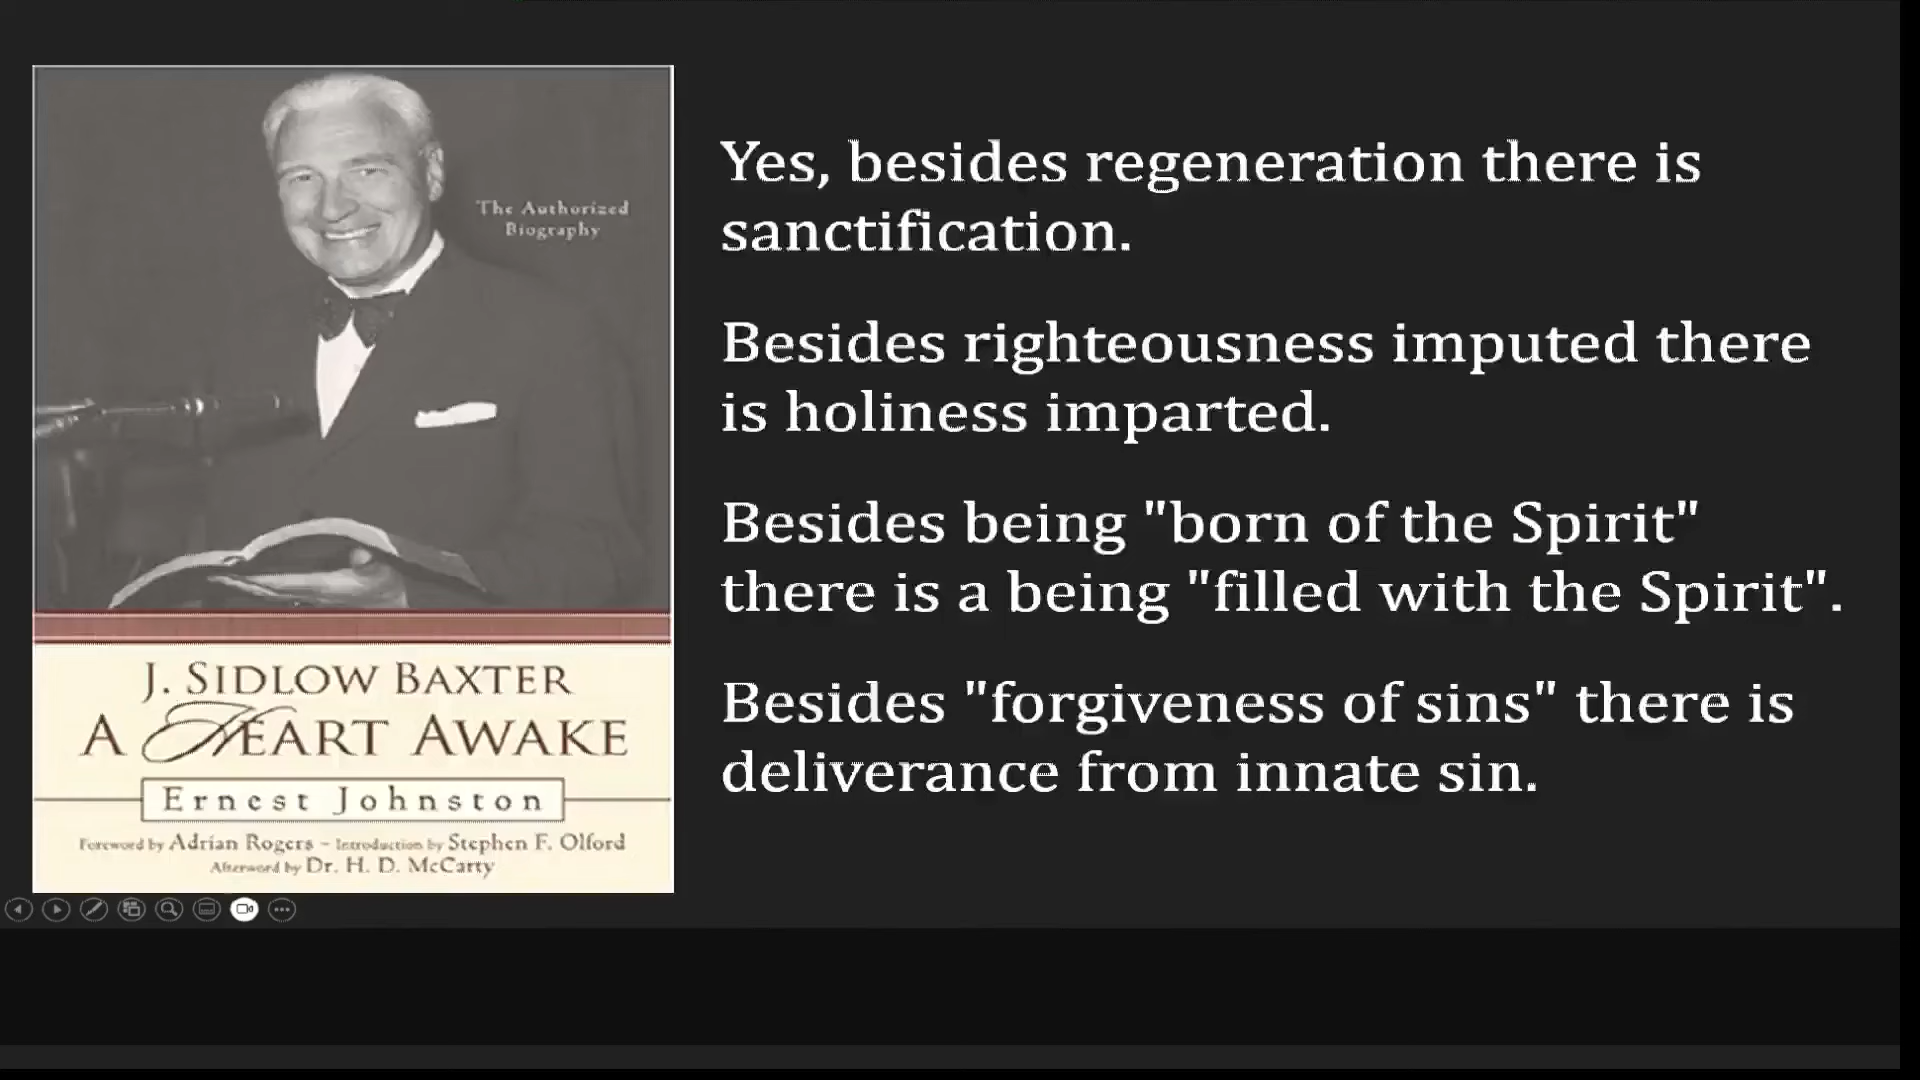 The Authorized
Biography
J. SIDLOW BAXTER
A HEART AWAKE
Ernest Johnston
Foreword by Adrian Rogers ~ Introduction by Stephen F. Olford
Afterword by Dr. H. D. McCarty
Yes, besides regeneration there is
sanctification.
Besides righteousness imputed there
is holiness imparted.
Besides being "born of the Spirit"
there is a being "filled with the Spirit".
Besides "forgiveness of sins" there is
deliverance from innate sin.